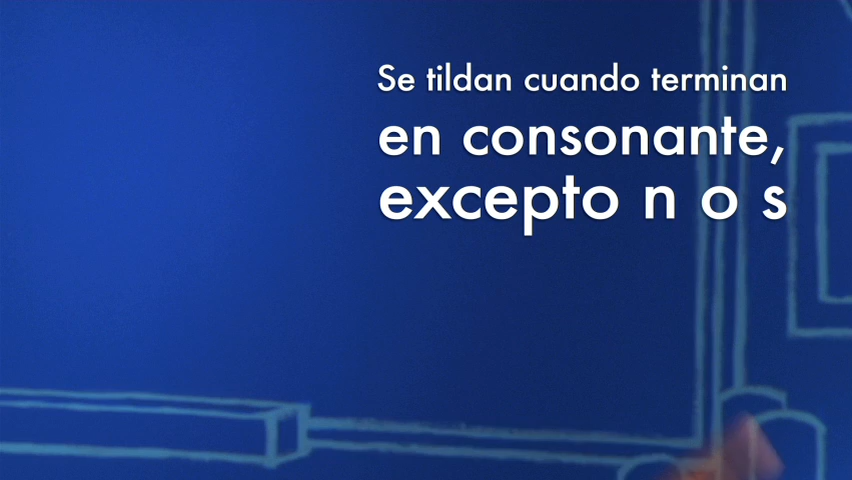 Se tildan cuando terminan
en consonante,
excepto n o s